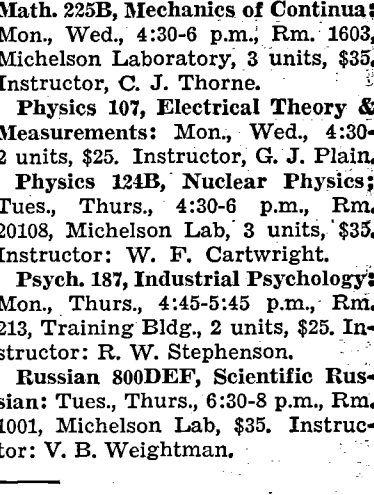 Math. 225B, Mechanics of Continua:
Mon., Wed., 4:30-6 p.m., Rm. 1603,
Michelson Laboratory, 3 units, $35.
Instructor, C. J. Thorne.
Physics 107, Electrical Theory &
Measurements: Mon., Wed., 4:30-
2 units, $25. Instructor, G. J. Plain.
Physics 124B, Nuclear Physics;
Tues., Thurs., 4:30-6 p.m., Rm.
20108, Michelson Lab, 3 units, $35.
Instructor: W. F. Cartwright.
Psych. 187, Industrial Psychology:
Mon., Thurs., 4:45-5:45 p.m., Rm.
213, Training Bldg., 2 units, $25. In-
structor: R. W. Stephenson.
Russian 800DEF, Scientific Rus-
sian: Tues., Thurs., 6:30-8 p.m., Rm.
1001, Michelson Lab, $35. Instruc-
tor: V. B. Weightman.